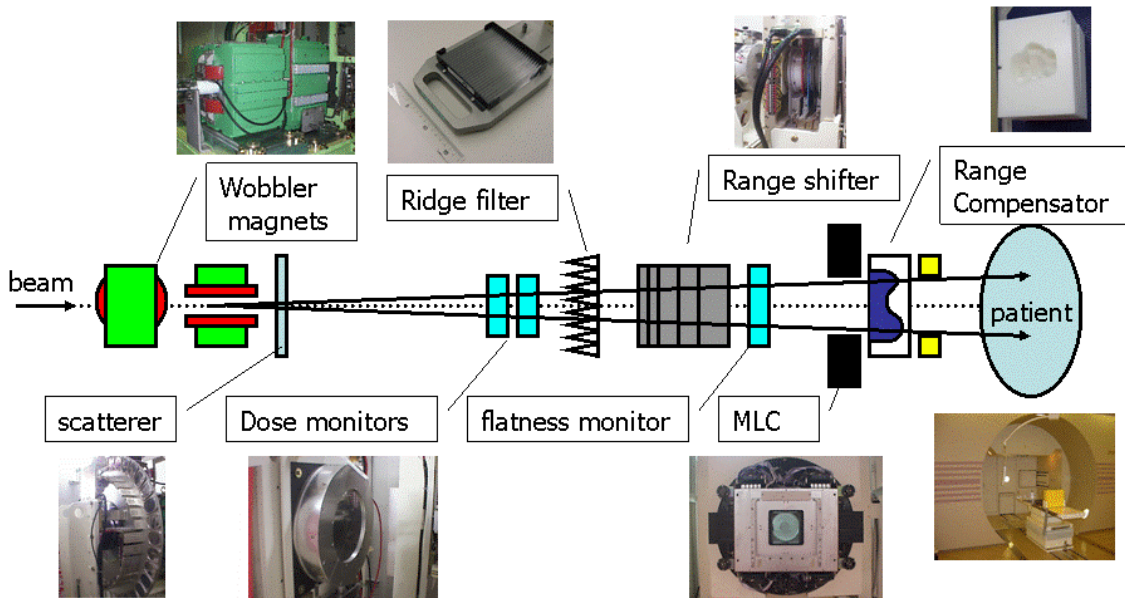 Wobbler
magnets
Ridge filter
Range shifter
Range
Compensator
beam
patient
scatterer
Dose monitors
flatness monitor
MLC